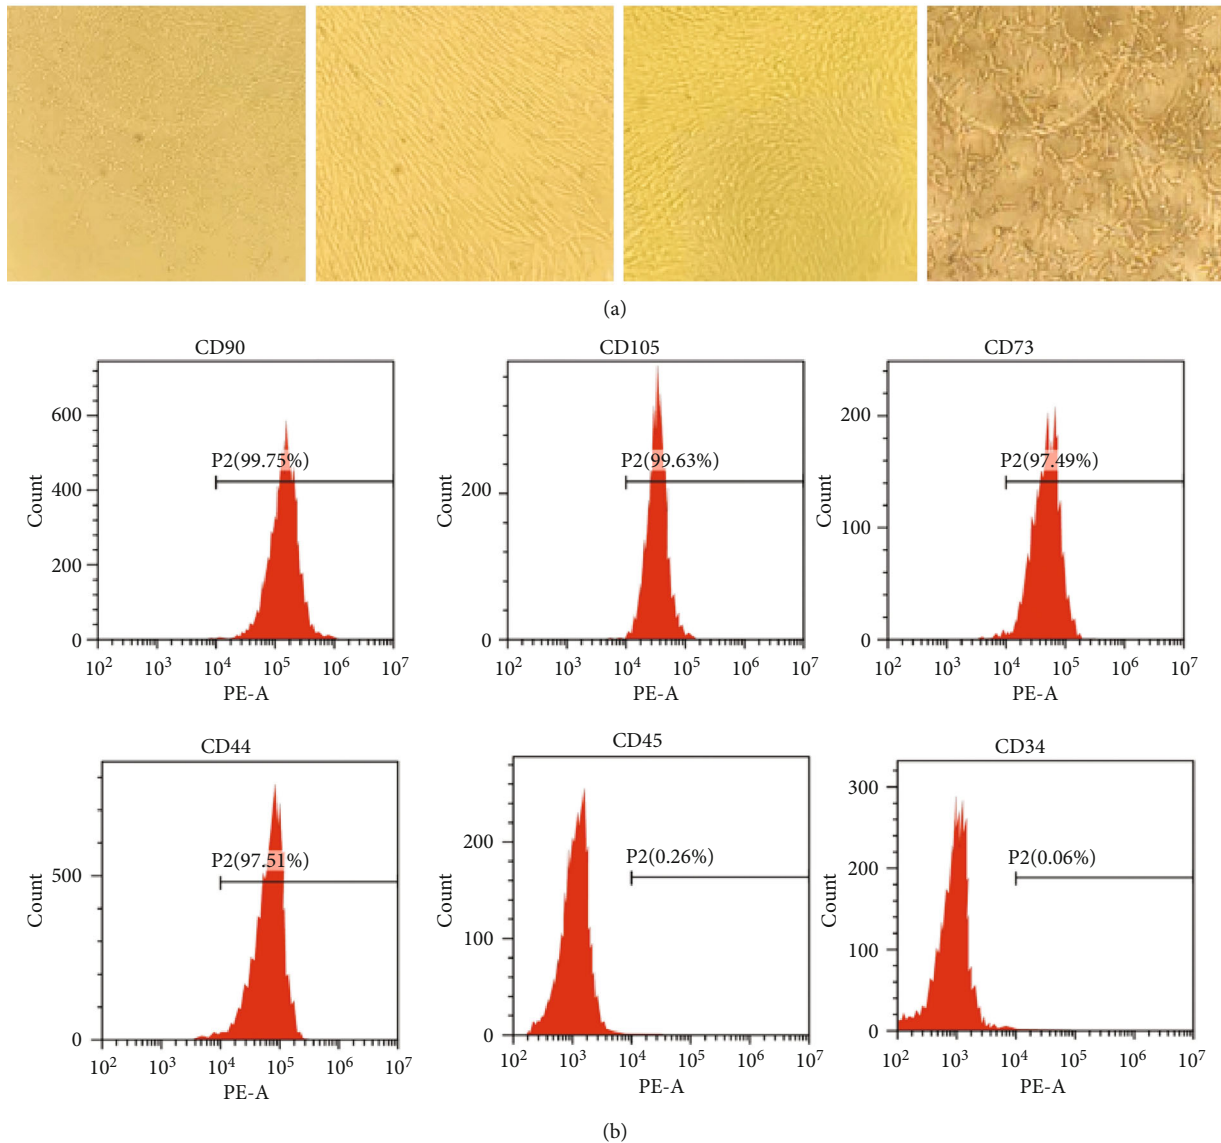 (a)
CD90
600
400
200
0
Count
P2(99.75%)
10² 10³ 10⁴ 10⁵ 10⁶ 10⁷
PE-A
CD105
200
0
Count
P2(99.63%)
10² 10³ 10⁴ 10⁵ 10⁶ 10⁷
PE-A
CD73
200
100
0
Count
P2(97.49%)
10² 10³ 10⁴ 10⁵ 10⁶ 10⁷
PE-A
CD44
500
0
Count
P2(97.51%)
10² 10³ 10⁴ 10⁵ 10⁶ 10⁷
PE-A
CD45
200
100
0
Count
P2(0.26%)
10² 10³ 10⁴ 10⁵ 10⁶ 10⁷
PE-A
CD34
300
200
100
0
Count
P2(0.06%)
10² 10³ 10⁴ 10⁵ 10⁶ 10⁷
PE-A
(b)